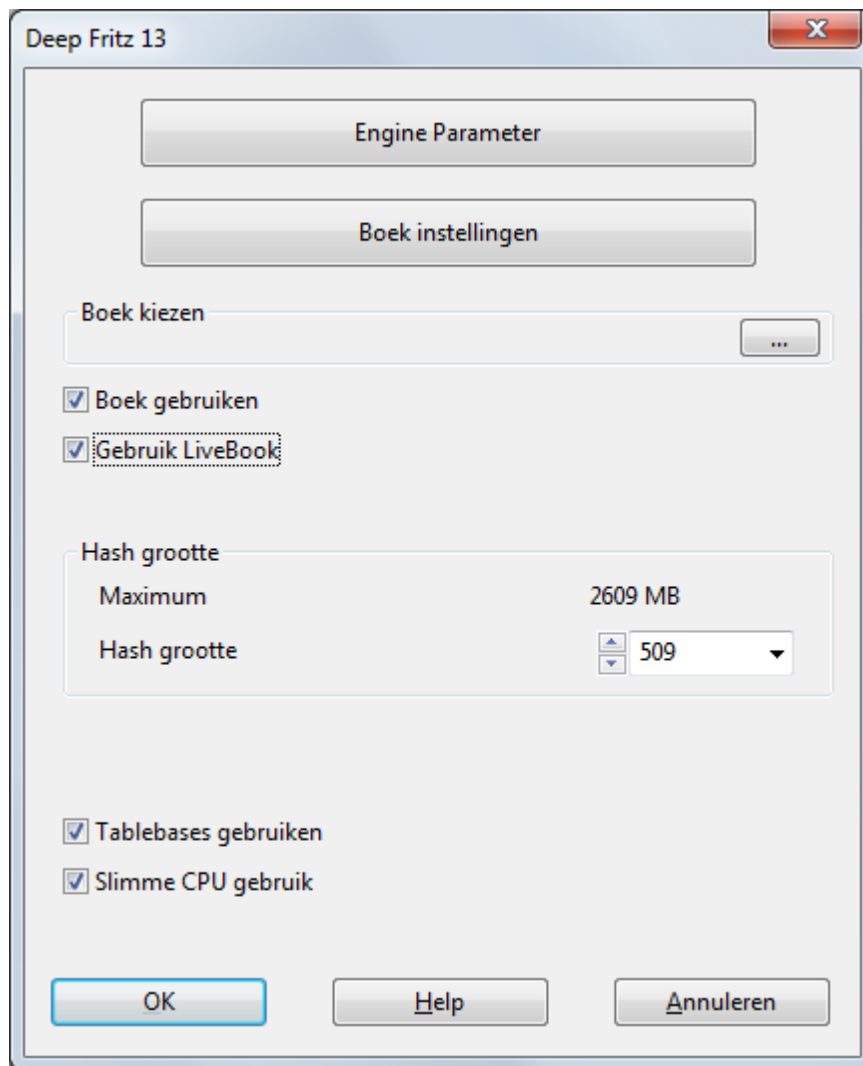 Deep Fritz 13
Engine Parameter
Boek instellingen
Boek kiezen
...
Boek gebruiken
Gebruik LiveBook
Hash grootte
Maximum 2609 MB
Hash grootte 509
Tablebases gebruiken
Slimme CPU gebruik
OK Help Annuleren